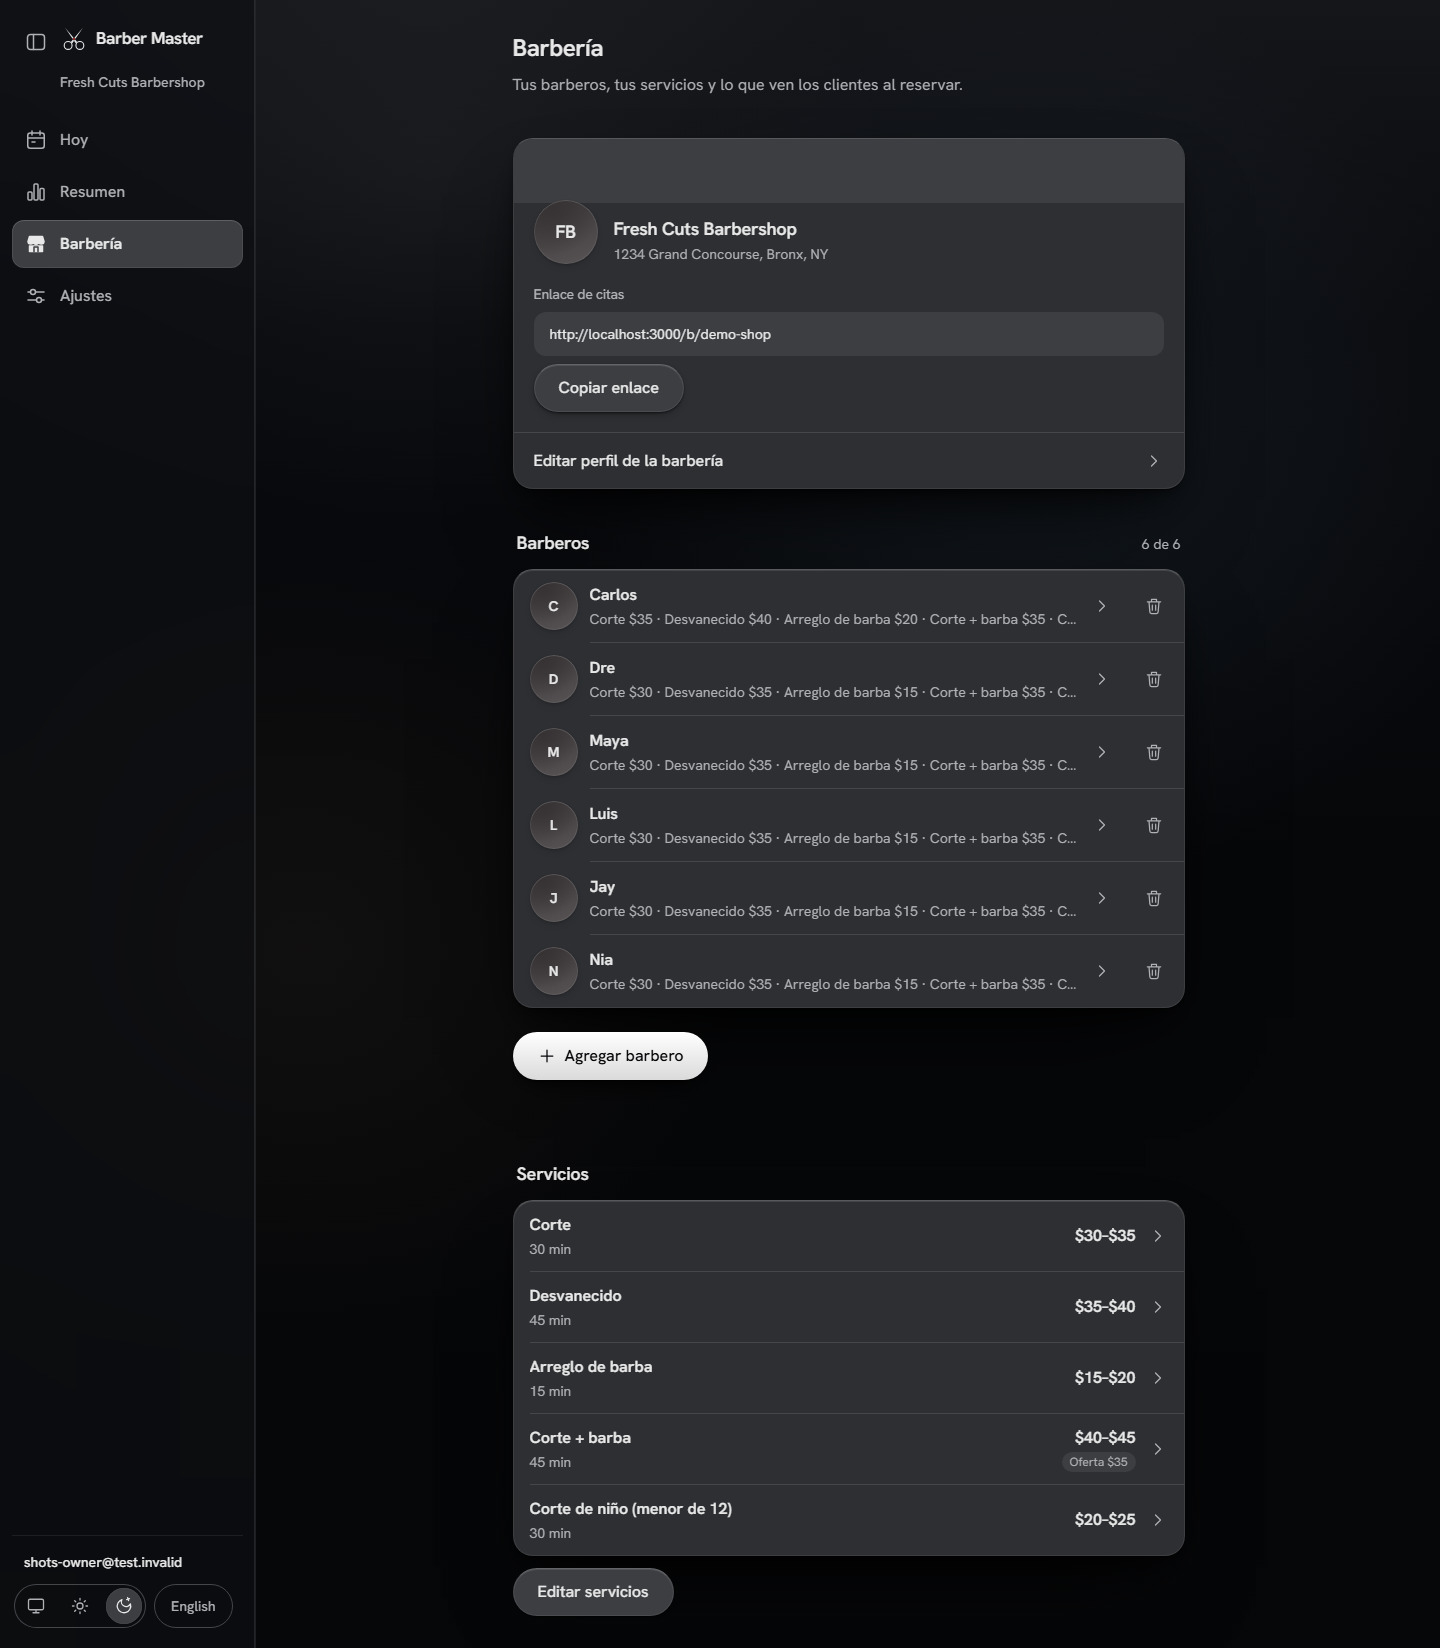 Barber Master
Fresh Cuts Barbershop
Hoy
Resumen
Barbería
Ajustes
shots-owner@test.invalid
English
Barbería
Tus barberos, tus servicios y lo que ven los clientes al reservar.
FB
Fresh Cuts Barbershop
1234 Grand Concourse, Bronx, NY
Enlace de citas
http://localhost:3000/b/demo-shop
Copiar enlace
Editar perfil de la barbería
Barberos
6 de 6
C
Carlos
Corte $35 · Desvanecido $40 · Arreglo de barba $20 · Corte + barba $35 · C...
D
Dre
Corte $30 · Desvanecido $35 · Arreglo de barba $15 · Corte + barba $35 · C...
M
Maya
Corte $30 · Desvanecido $35 · Arreglo de barba $15 · Corte + barba $35 · C...
L
Luis
Corte $30 · Desvanecido $35 · Arreglo de barba $15 · Corte + barba $35 · C...
J
Jay
Corte $30 · Desvanecido $35 · Arreglo de barba $15 · Corte + barba $35 · C...
N
Nia
Corte $30 · Desvanecido $35 · Arreglo de barba $15 · Corte + barba $35 · C...
Agregar barbero
Servicios
Corte
30 min
$30–$35
Desvanecido
45 min
$35–$40
Arreglo de barba
15 min
$15–$20
Corte + barba
45 min
$40–$45
Oferta $35
Corte de niño (menor de 12)
30 min
$20–$25
Editar servicios